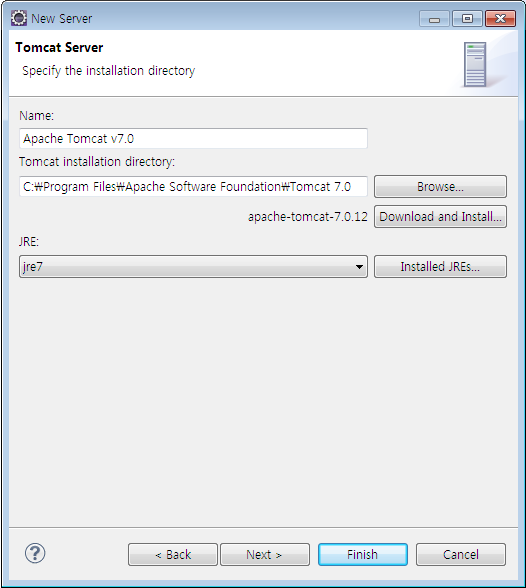 New Server
Tomcat Server
Specify the installation directory
Name:
Apache Tomcat v7.0
Tomcat installation directory:
C:₩Program Files₩Apache Software Foundation₩Tomcat 7.0
Browse...
apache-tomcat-7.0.12
Download and Install...
JRE:
jre7
Installed JREs...
?
< Back
Next >
Finish
Cancel